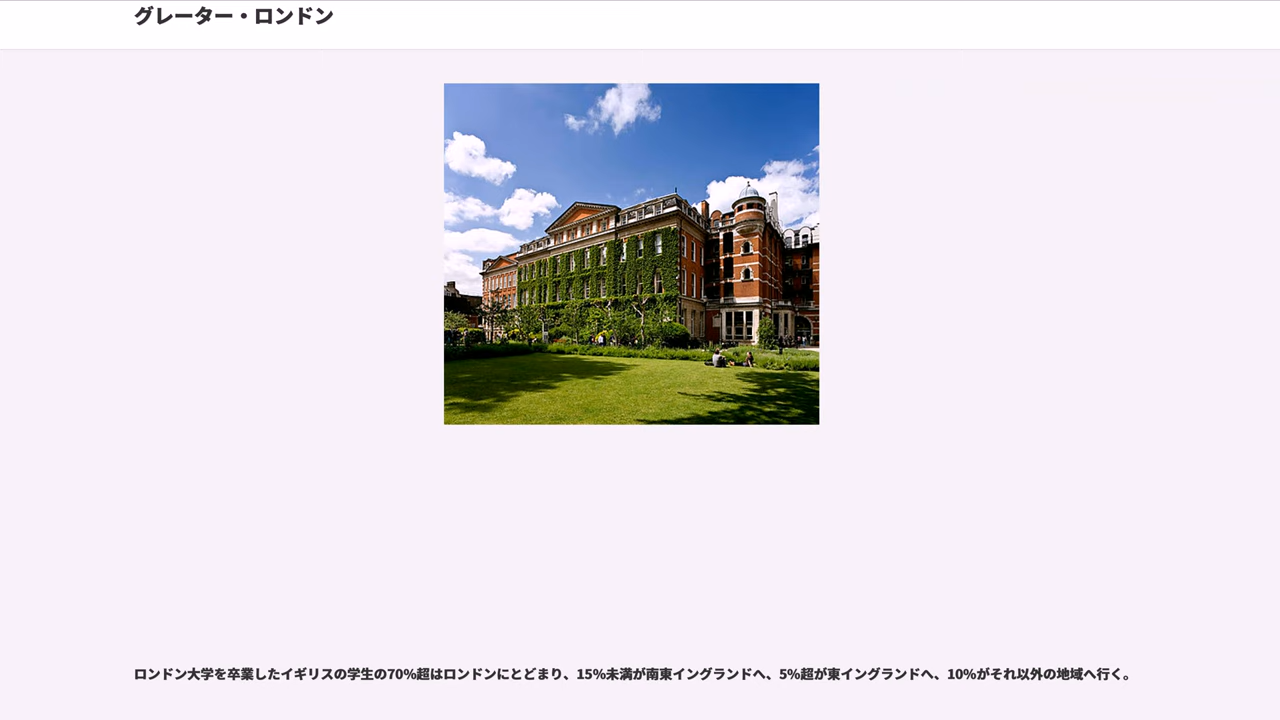 グレーター・ロンドン
ロンドン大学を卒業したイギリスの学生の70%超はロンドンにとどまり、15%未満が南東イングランドへ、5%超が東イングランドへ、10%がそれ以外の地域へ行く。